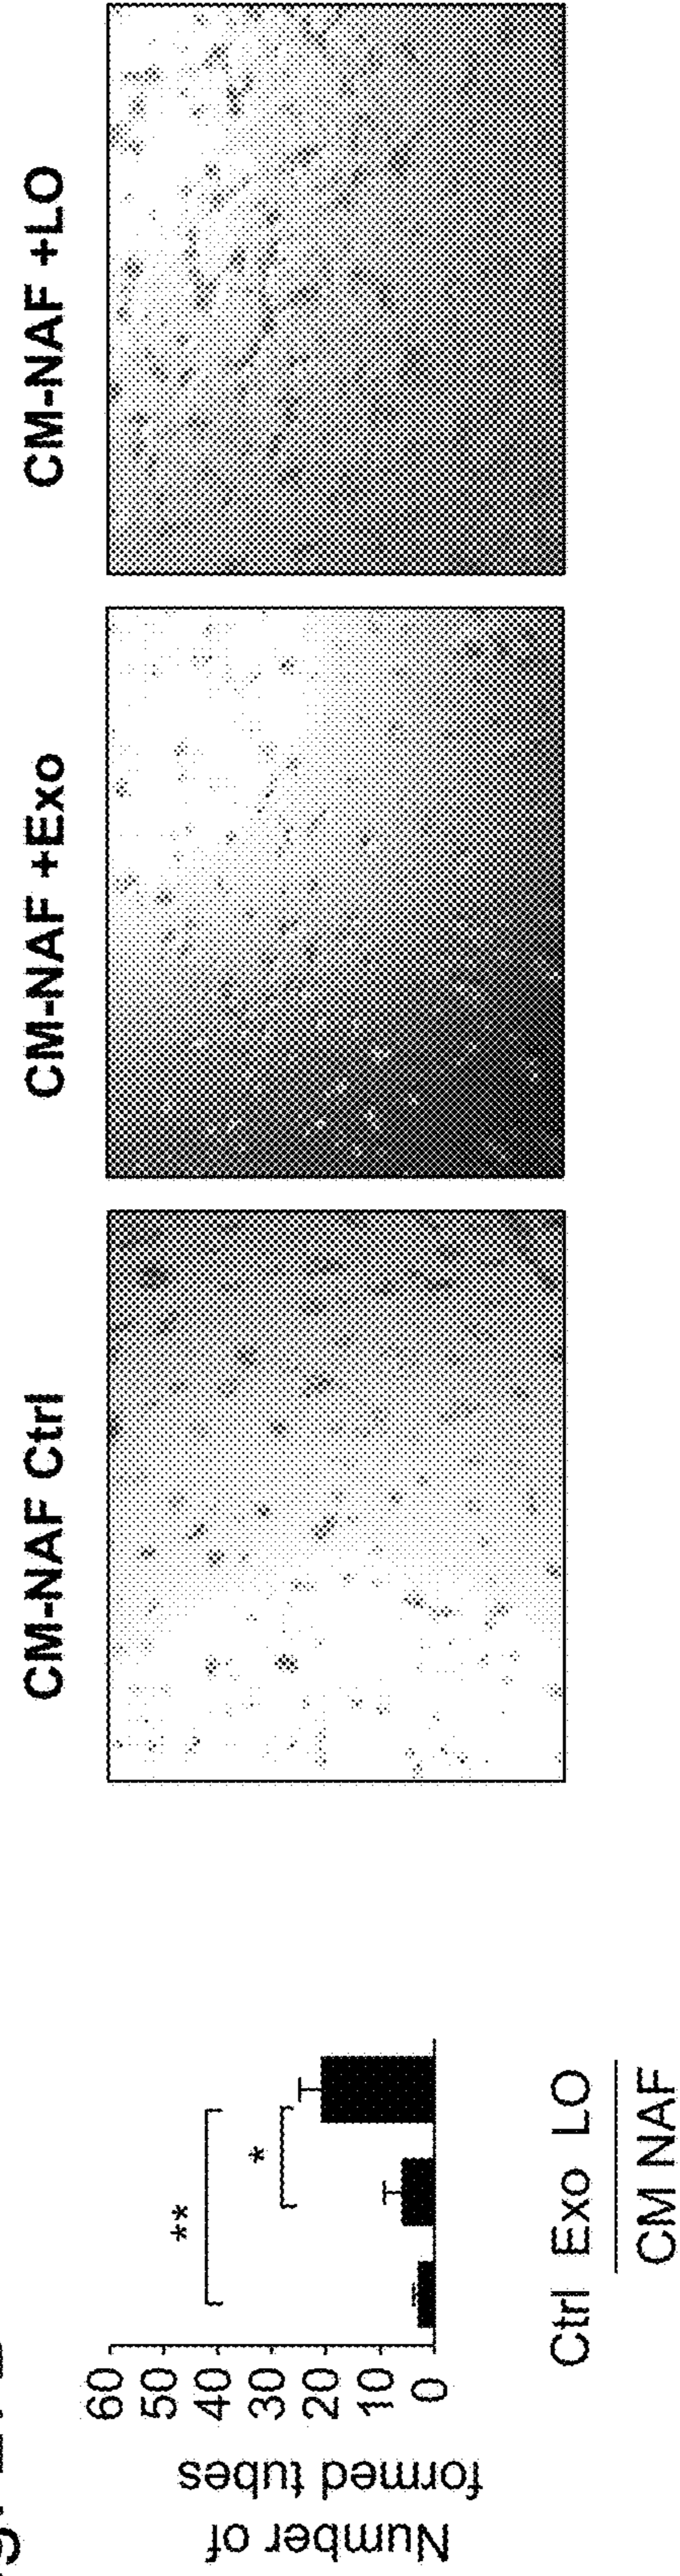 CM-NAF Ctrl
CM-NAF +Exo
CM-NAF +LO
Number of
formed tubes
60
50
40
30
20
10
0
**
*
Ctrl Exo LO
CM NAF